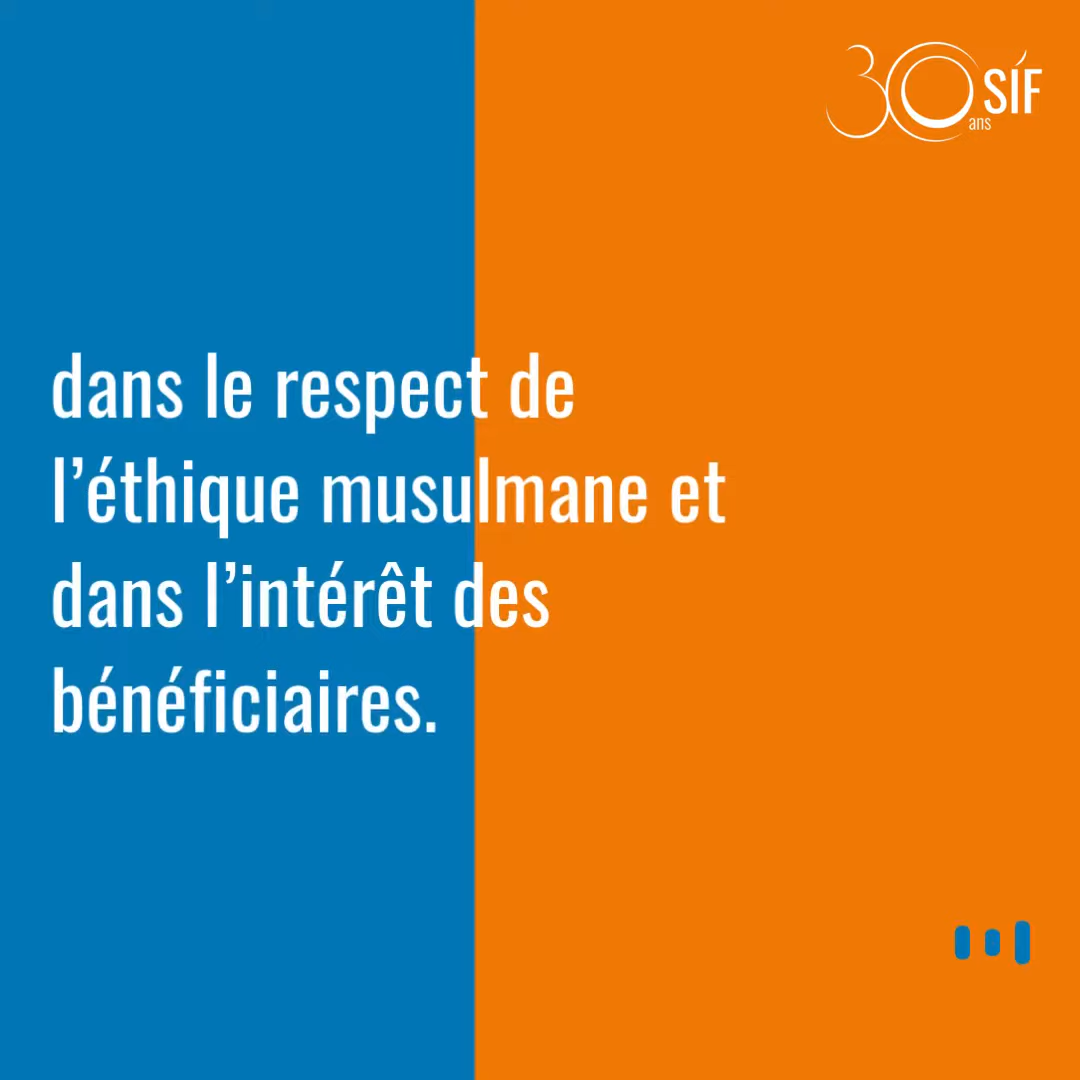 30 ans SIF
dans le respect de
l’éthique musulmane et
dans l’intérêt des
bénéficiaires.